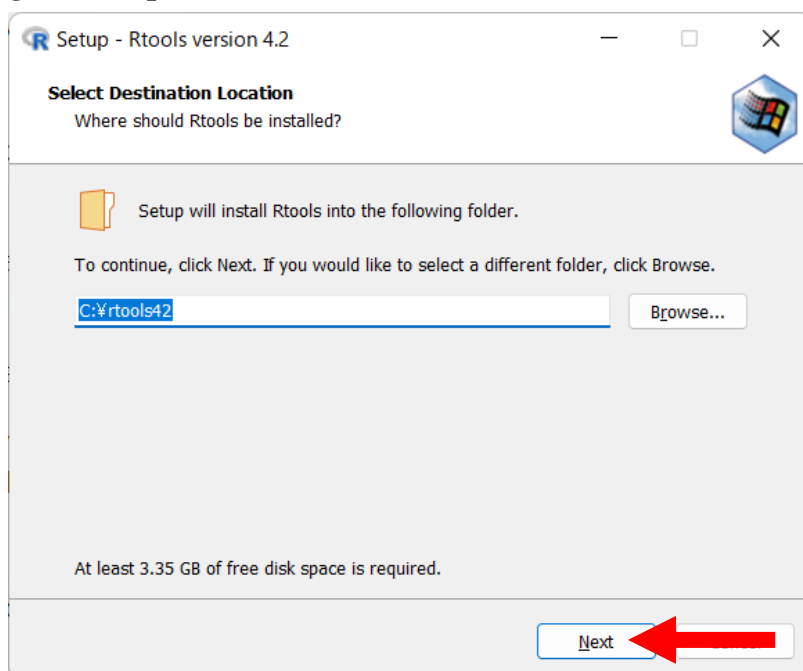 Setup - Rtools version 4.2
Select Destination Location
Where should Rtools be installed?
Setup will install Rtools into the following folder.
To continue, click Next. If you would like to select a different folder, click Browse.
C:¥rtools42
Browse...
At least 3.35 GB of free disk space is required.
Next